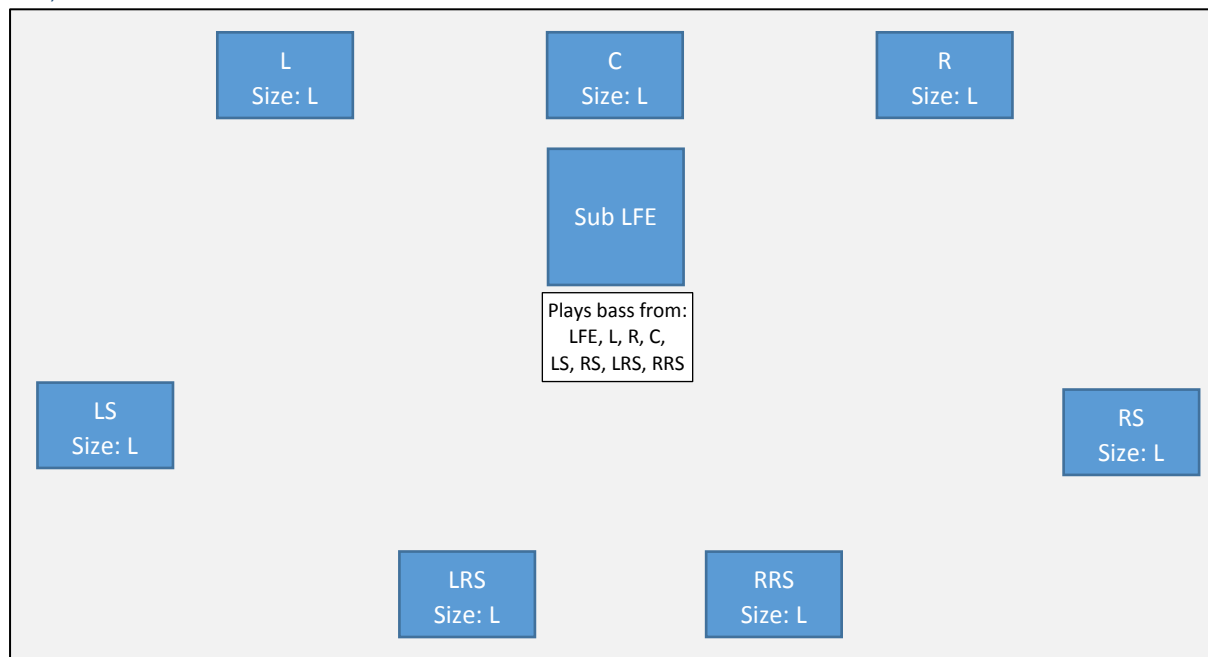 L
Size: L
C
Size: L
R
Size: L
Sub LFE
Plays bass from:
LFE, L, R, C,
LS, RS, LRS, RRS
LS
Size: L
RS
Size: L
LRS
Size: L
RRS
Size: L